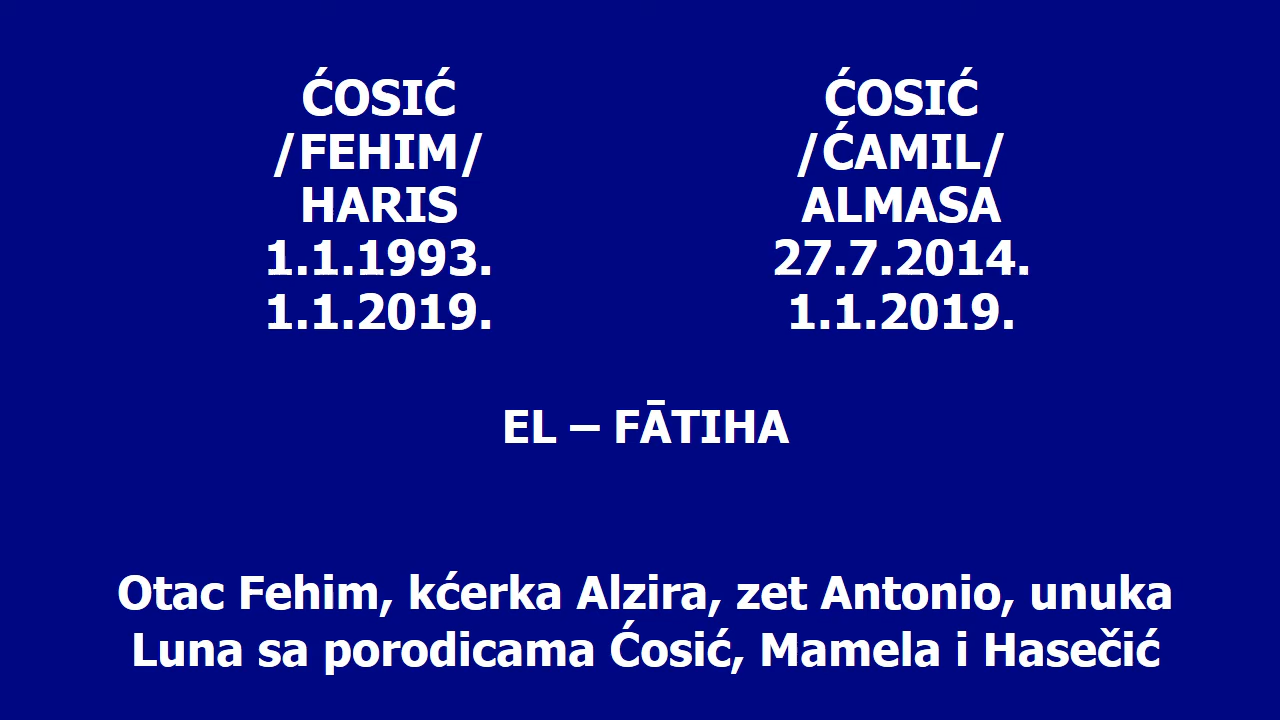 ĆOSIĆ
/FEHIM/
HARIS
1.1.1993.
1.1.2019.
ĆOSIĆ
/ĆAMIL/
ALMASA
27.7.2014.
1.1.2019.
EL – FĀTIHA
Otac Fehim, kćerka Alzira, zet Antonio, unuka
Luna sa porodicama Ćosić, Mamela i Hasečić